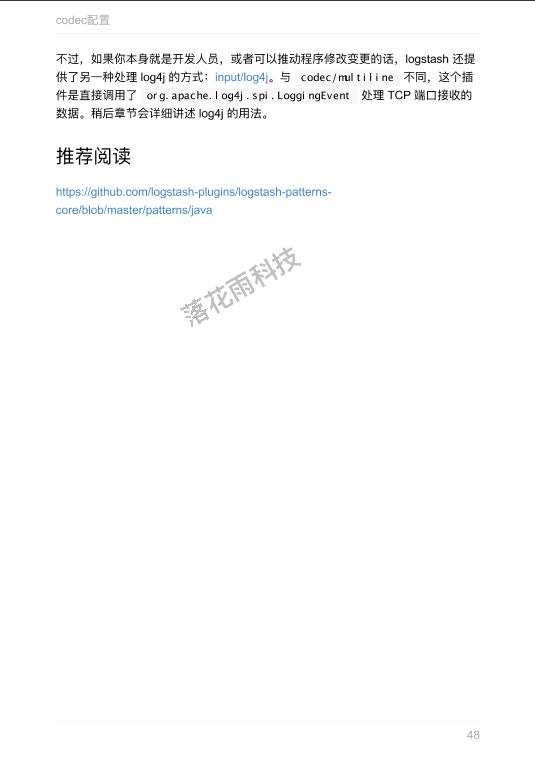 codec配置
不过，如果你本身就是开发人员，或者可以推动程序修改变更的话，logstash 还提
供了另一种处理 log4j 的方式：input/log4j。与 codec/multiline 不同，这个插
件是直接调用了 org.apache.log4j.spi.LoggingEvent 处理 TCP 端口接收的
数据。稍后章节会详细讲述 log4j 的用法。
推荐阅读
https://github.com/logstash-plugins/logstash-patterns-
core/blob/master/patterns/java
落花雨科技
48